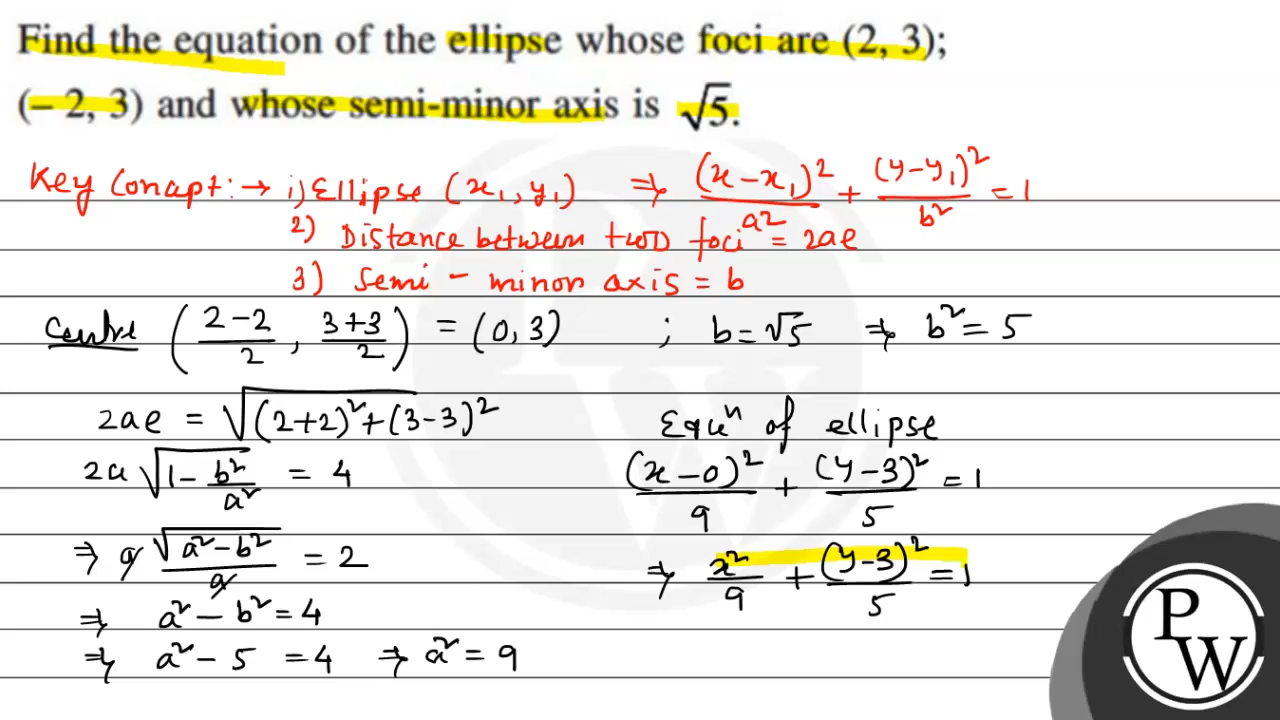 Find the equation of the ellipse whose foci are (2, 3);
(– 2, 3) and whose semi-minor axis is √5.
Key Conapt: → 1) Ellipse (x₁, y₁) ⇒ (x-x₁)²/a² + (y-y₁)²/b² = 1
2) Distance between two foci = 2ae
3) Semi - minor axis = b
Centre ((2-2)/2, (3+3)/2) = (0, 3) ; b = √5 ⇒ b² = 5
2ae = √((2+2)²+(3-3)²)
2a √(1 - b²/a²) = 4
⇒ a √(a²-b²)/a = 2
⇒ a² - b² = 4
⇒ a² - 5 = 4 ⇒ a² = 9
Equⁿ of ellipse
(x-0)²/9 + (y-3)²/5 = 1
⇒ x²/9 + (y-3)²/5 = 1
PW